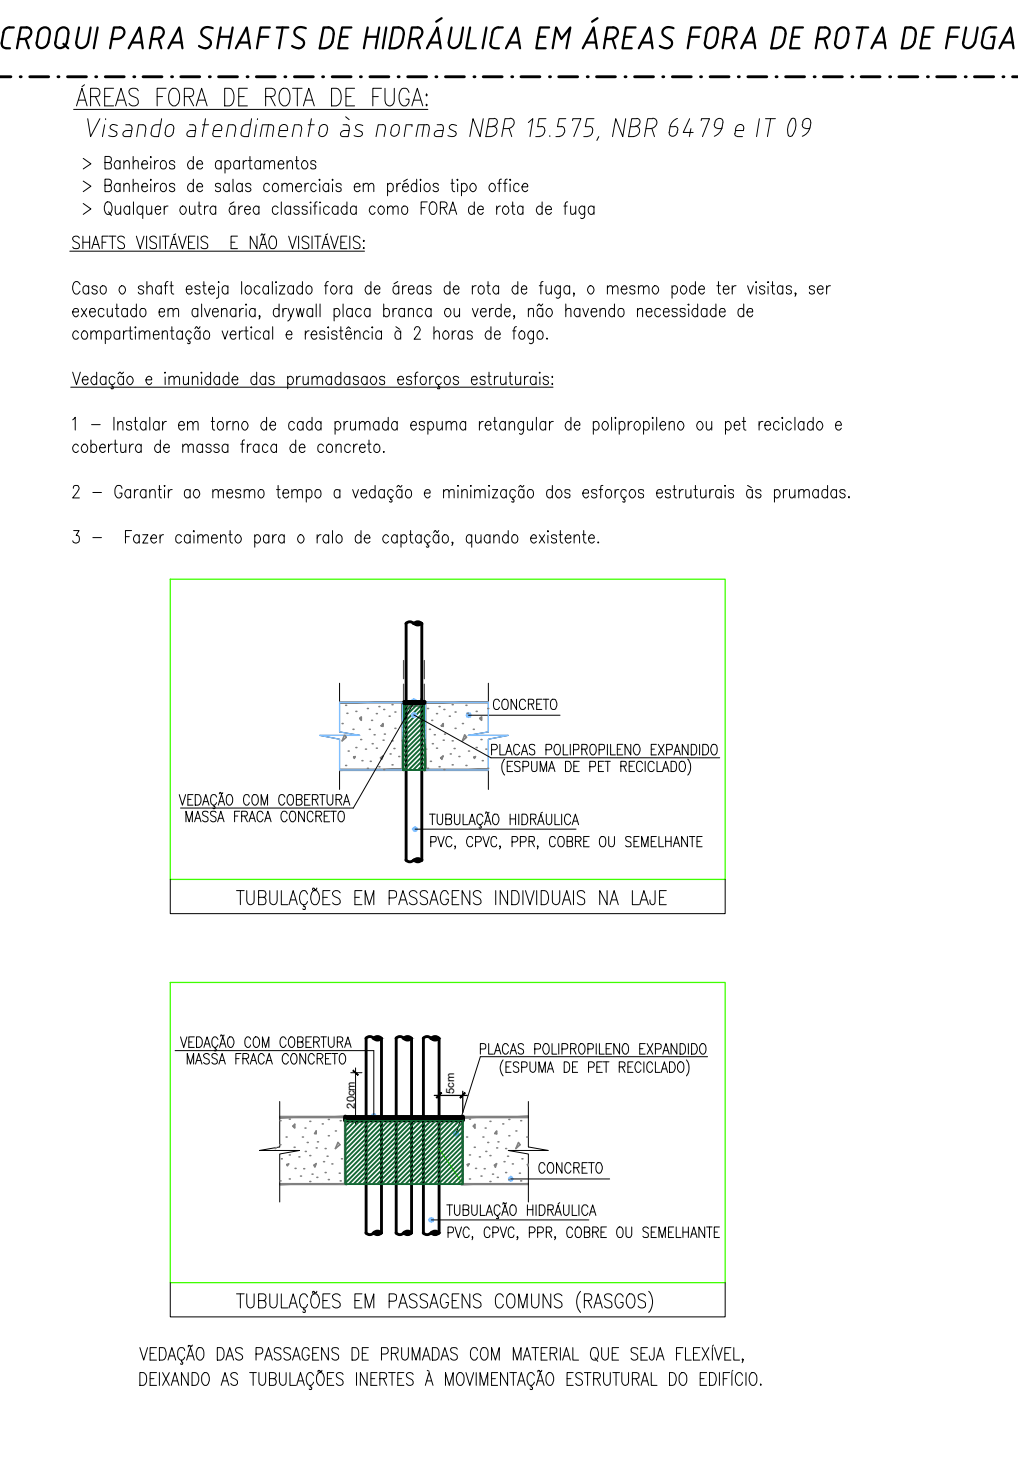 CROQUI PARA SHAFTS DE HIDRÁULICA EM ÁREAS FORA DE ROTA DE FUGA
ÁREAS FORA DE ROTA DE FUGA:
Visando atendimento às normas NBR 15.575, NBR 6479 e IT 09
> Banheiros de apartamentos
> Banheiros de salas comerciais em prédios tipo office
> Qualquer outra área classificada como FORA de rota de fuga
SHAFTS VISITÁVEIS E NÃO VISITÁVEIS:
Caso o shaft esteja localizado fora de áreas de rota de fuga, o mesmo pode ter visitas, ser
executado em alvenaria, drywall placa branca ou verde, não havendo necessidade de
compartimentação vertical e resistência à 2 horas de fogo.
Vedação e imunidade das prumadasaos esforços estruturais:
1 – Instalar em torno de cada prumada espuma retangular de polipropileno ou pet reciclado e
cobertura de massa fraca de concreto.
2 – Garantir ao mesmo tempo a vedação e minimização dos esforços estruturais às prumadas.
3 – Fazer caimento para o ralo de captação, quando existente.
CONCRETO
PLACAS POLIPROPILENO EXPANDIDO
(ESPUMA DE PET RECICLADO)
VEDAÇÃO COM COBERTURA
MASSA FRACA CONCRETO
TUBULAÇÃO HIDRÁULICA
PVC, CPVC, PPR, COBRE OU SEMELHANTE
TUBULAÇÕES EM PASSAGENS INDIVIDUAIS NA LAJE
VEDAÇÃO COM COBERTURA
MASSA FRACA CONCRETO
PLACAS POLIPROPILENO EXPANDIDO
(ESPUMA DE PET RECICLADO)
20cm
5cm
CONCRETO
TUBULAÇÃO HIDRÁULICA
PVC, CPVC, PPR, COBRE OU SEMELHANTE
TUBULAÇÕES EM PASSAGENS COMUNS (RASGOS)
VEDAÇÃO DAS PASSAGENS DE PRUMADAS COM MATERIAL QUE SEJA FLEXÍVEL,
DEIXANDO AS TUBULAÇÕES INERTES À MOVIMENTAÇÃO ESTRUTURAL DO EDIFÍCIO.